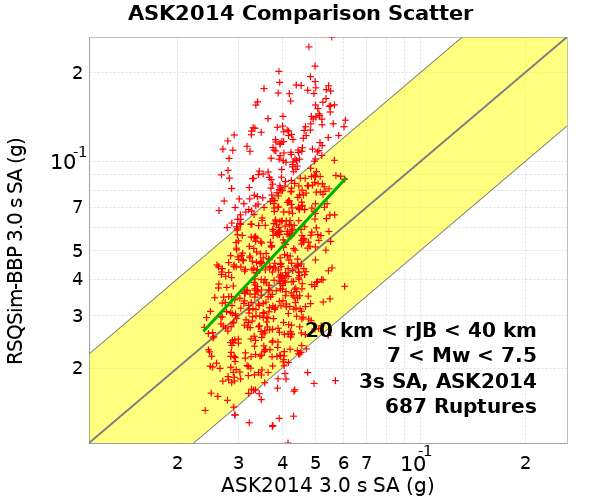 ASK2014 Comparison Scatter
RSQSim-BBP 3.0 s SA (g)
2
10-1
7
5
4
3
2
20 km < rJB < 40 km
7 < Mw < 7.5
3s SA, ASK2014
687 Ruptures
2 3 4 5 6 7 10-1 2
ASK2014 3.0 s SA (g)